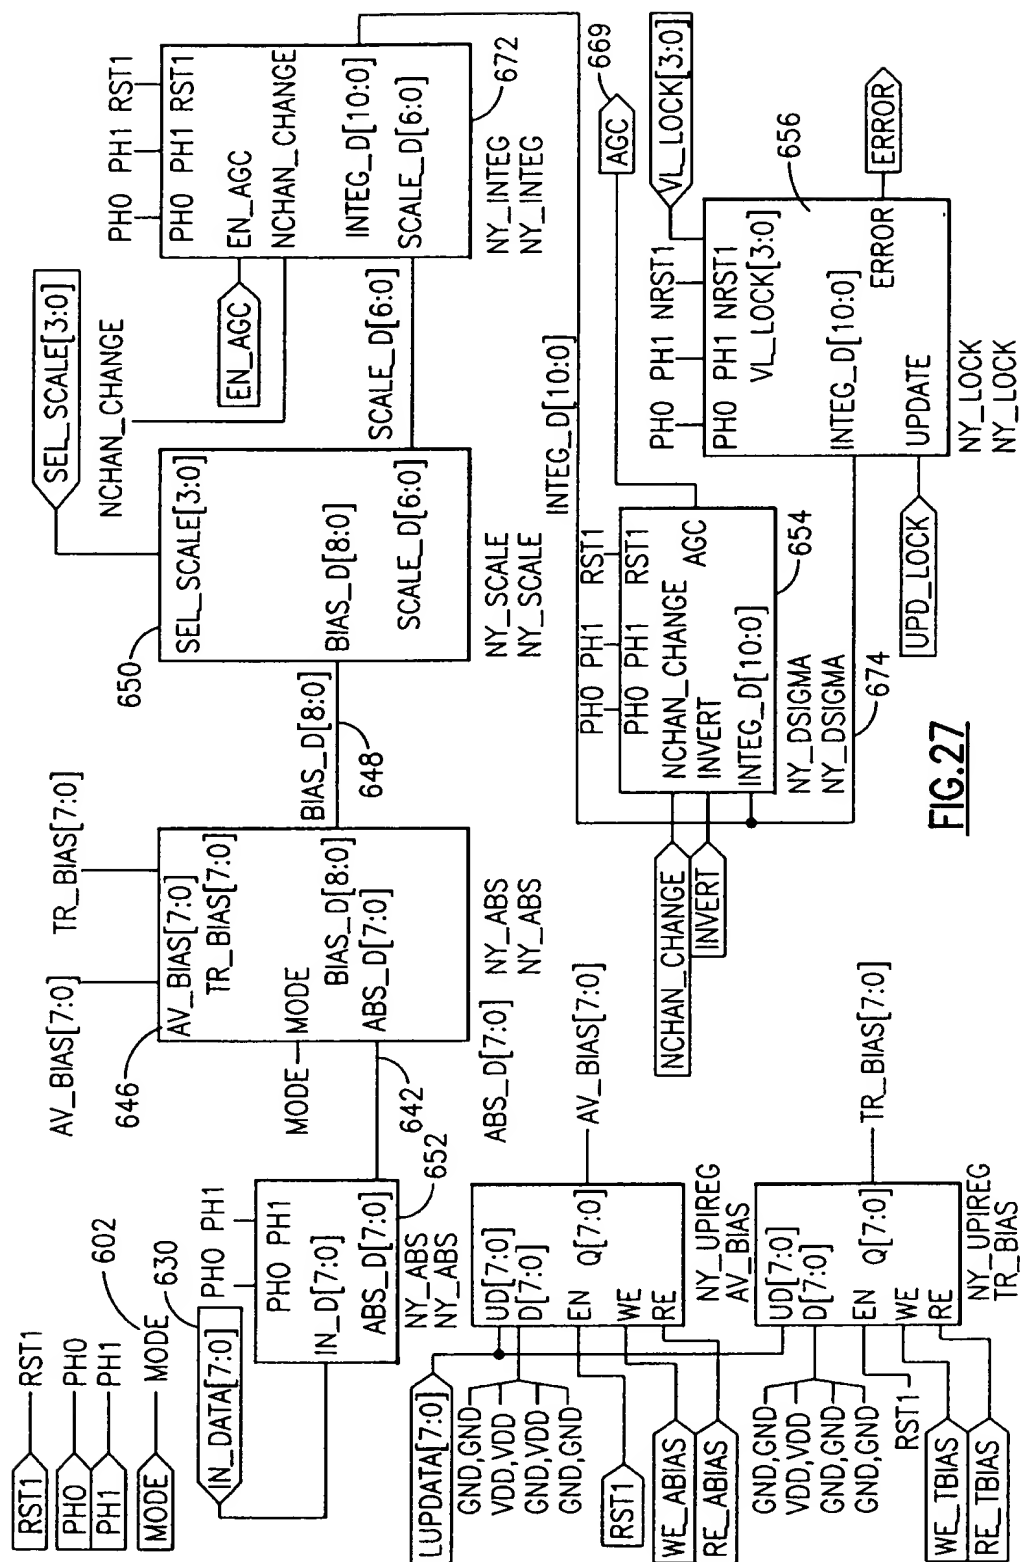 RST1
RST1
PH0
PH0
PH1
PH1
MODE
MODE
602
IN_DATA[7:0]
630
PH0 PH1
PH0 PH1
IN_D[7:0]
ABS_D[7:0]
652
NY_ABS
NY_ABS
642
ABS_D[7:0]
AV_BIAS[7:0]
TR_BIAS[7:0]
646
AV_BIAS[7:0]
TR_BIAS[7:0]
MODE
MODE
BIAS_D[8:0]
ABS_D[7:0]
NY_ABS
NY_ABS
BIAS_D[8:0]
648
SEL_SCALE[3:0]
NCHAN_CHANGE
650
SEL_SCALE[3:0]
BIAS_D[8:0]
SCALE_D[6:0]
NY_SCALE
NY_SCALE
EN_AGC
SCALE_D[6:0]
PH0 PH1 RST1
PH0 PH1 RST1
EN_AGC
NCHAN_CHANGE
INTEG_D[10:0]
SCALE_D[6:0]
672
NY_INTEG
NY_INTEG
INTEG_D[10:0]
LUPDATA[7:0]
GND,GND
VDD,VDD
GND,VDD
GND,GND
RST1
WE_ABIAS
RE_ABIAS
UD[7:0]
D[7:0]
EN
Q[7:0]
WE
RE
AV_BIAS[7:0]
NY_UPIREG
AV_BIAS
GND,GND
VDD,VDD
GND,GND
GND,GND
RST1
WE_TBIAS
RE_TBIAS
UD[7:0]
D[7:0]
EN
Q[7:0]
WE
RE
TR_BIAS[7:0]
NY_UPIREG
TR_BIAS
NCHAN_CHANGE
INVERT
PH0 PH1 RST1
PH0 PH1 RST1
NCHAN_CHANGE
INVERT
AGC
INTEG_D[10:0]
654
NY_DSIGMA
NY_DSIGMA
674
AGC
669
VL_LOCK[3:0]
PH0 PH1 NRST1
PH0 PH1 NRST1
VL_LOCK[3:0]
INTEG_D[10:0]
ERROR
UPDATE
656
ERROR
UPD_LOCK
NY_LOCK
NY_LOCK
FIG.27